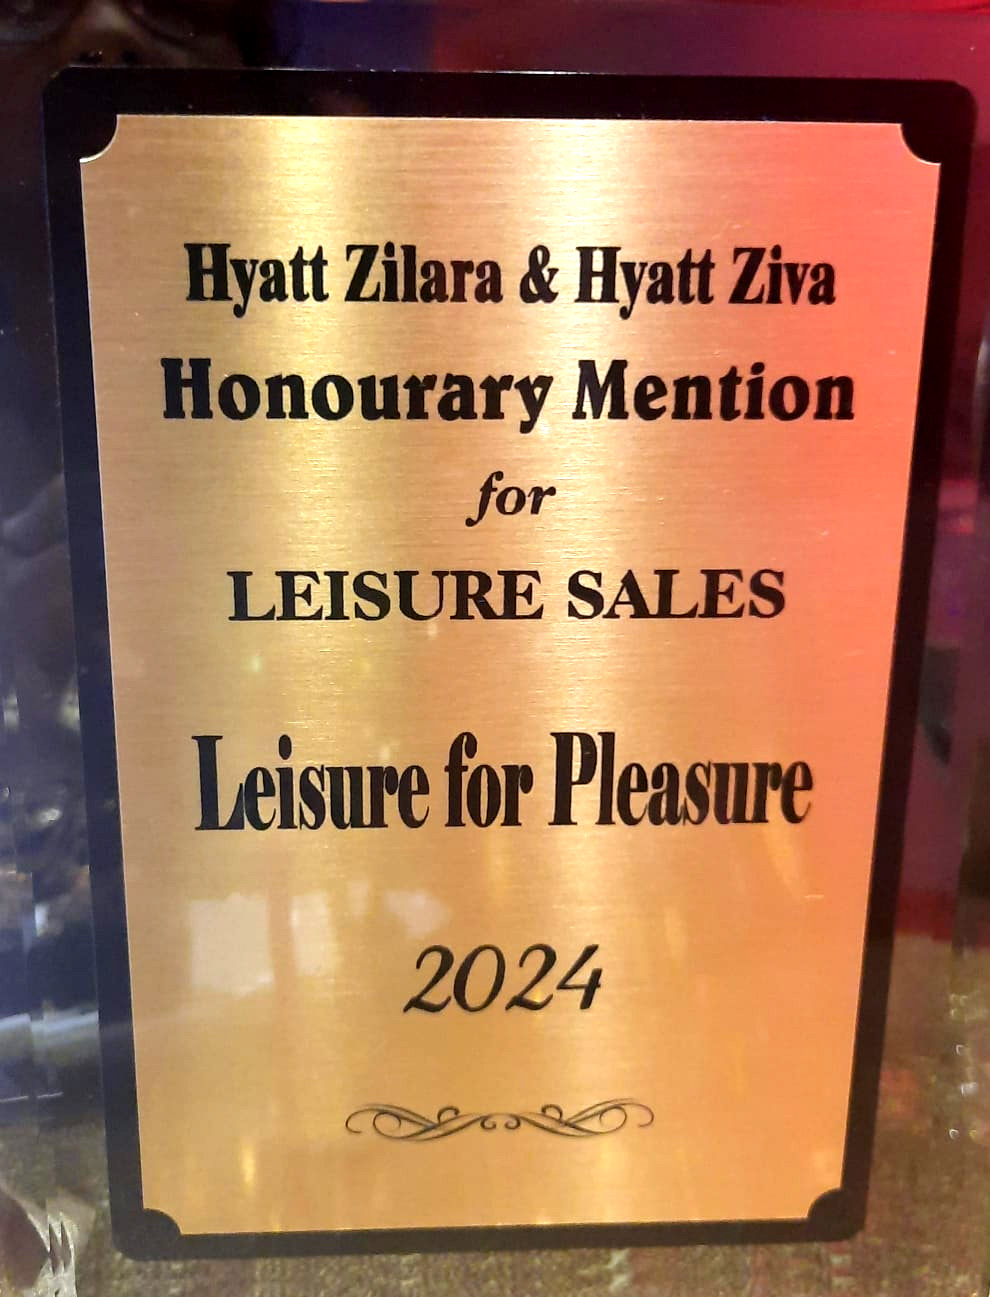 Hyatt Zilara & Hyatt Ziva
Honourary Mention
for
LEISURE SALES
Leisure for Pleasure
2024